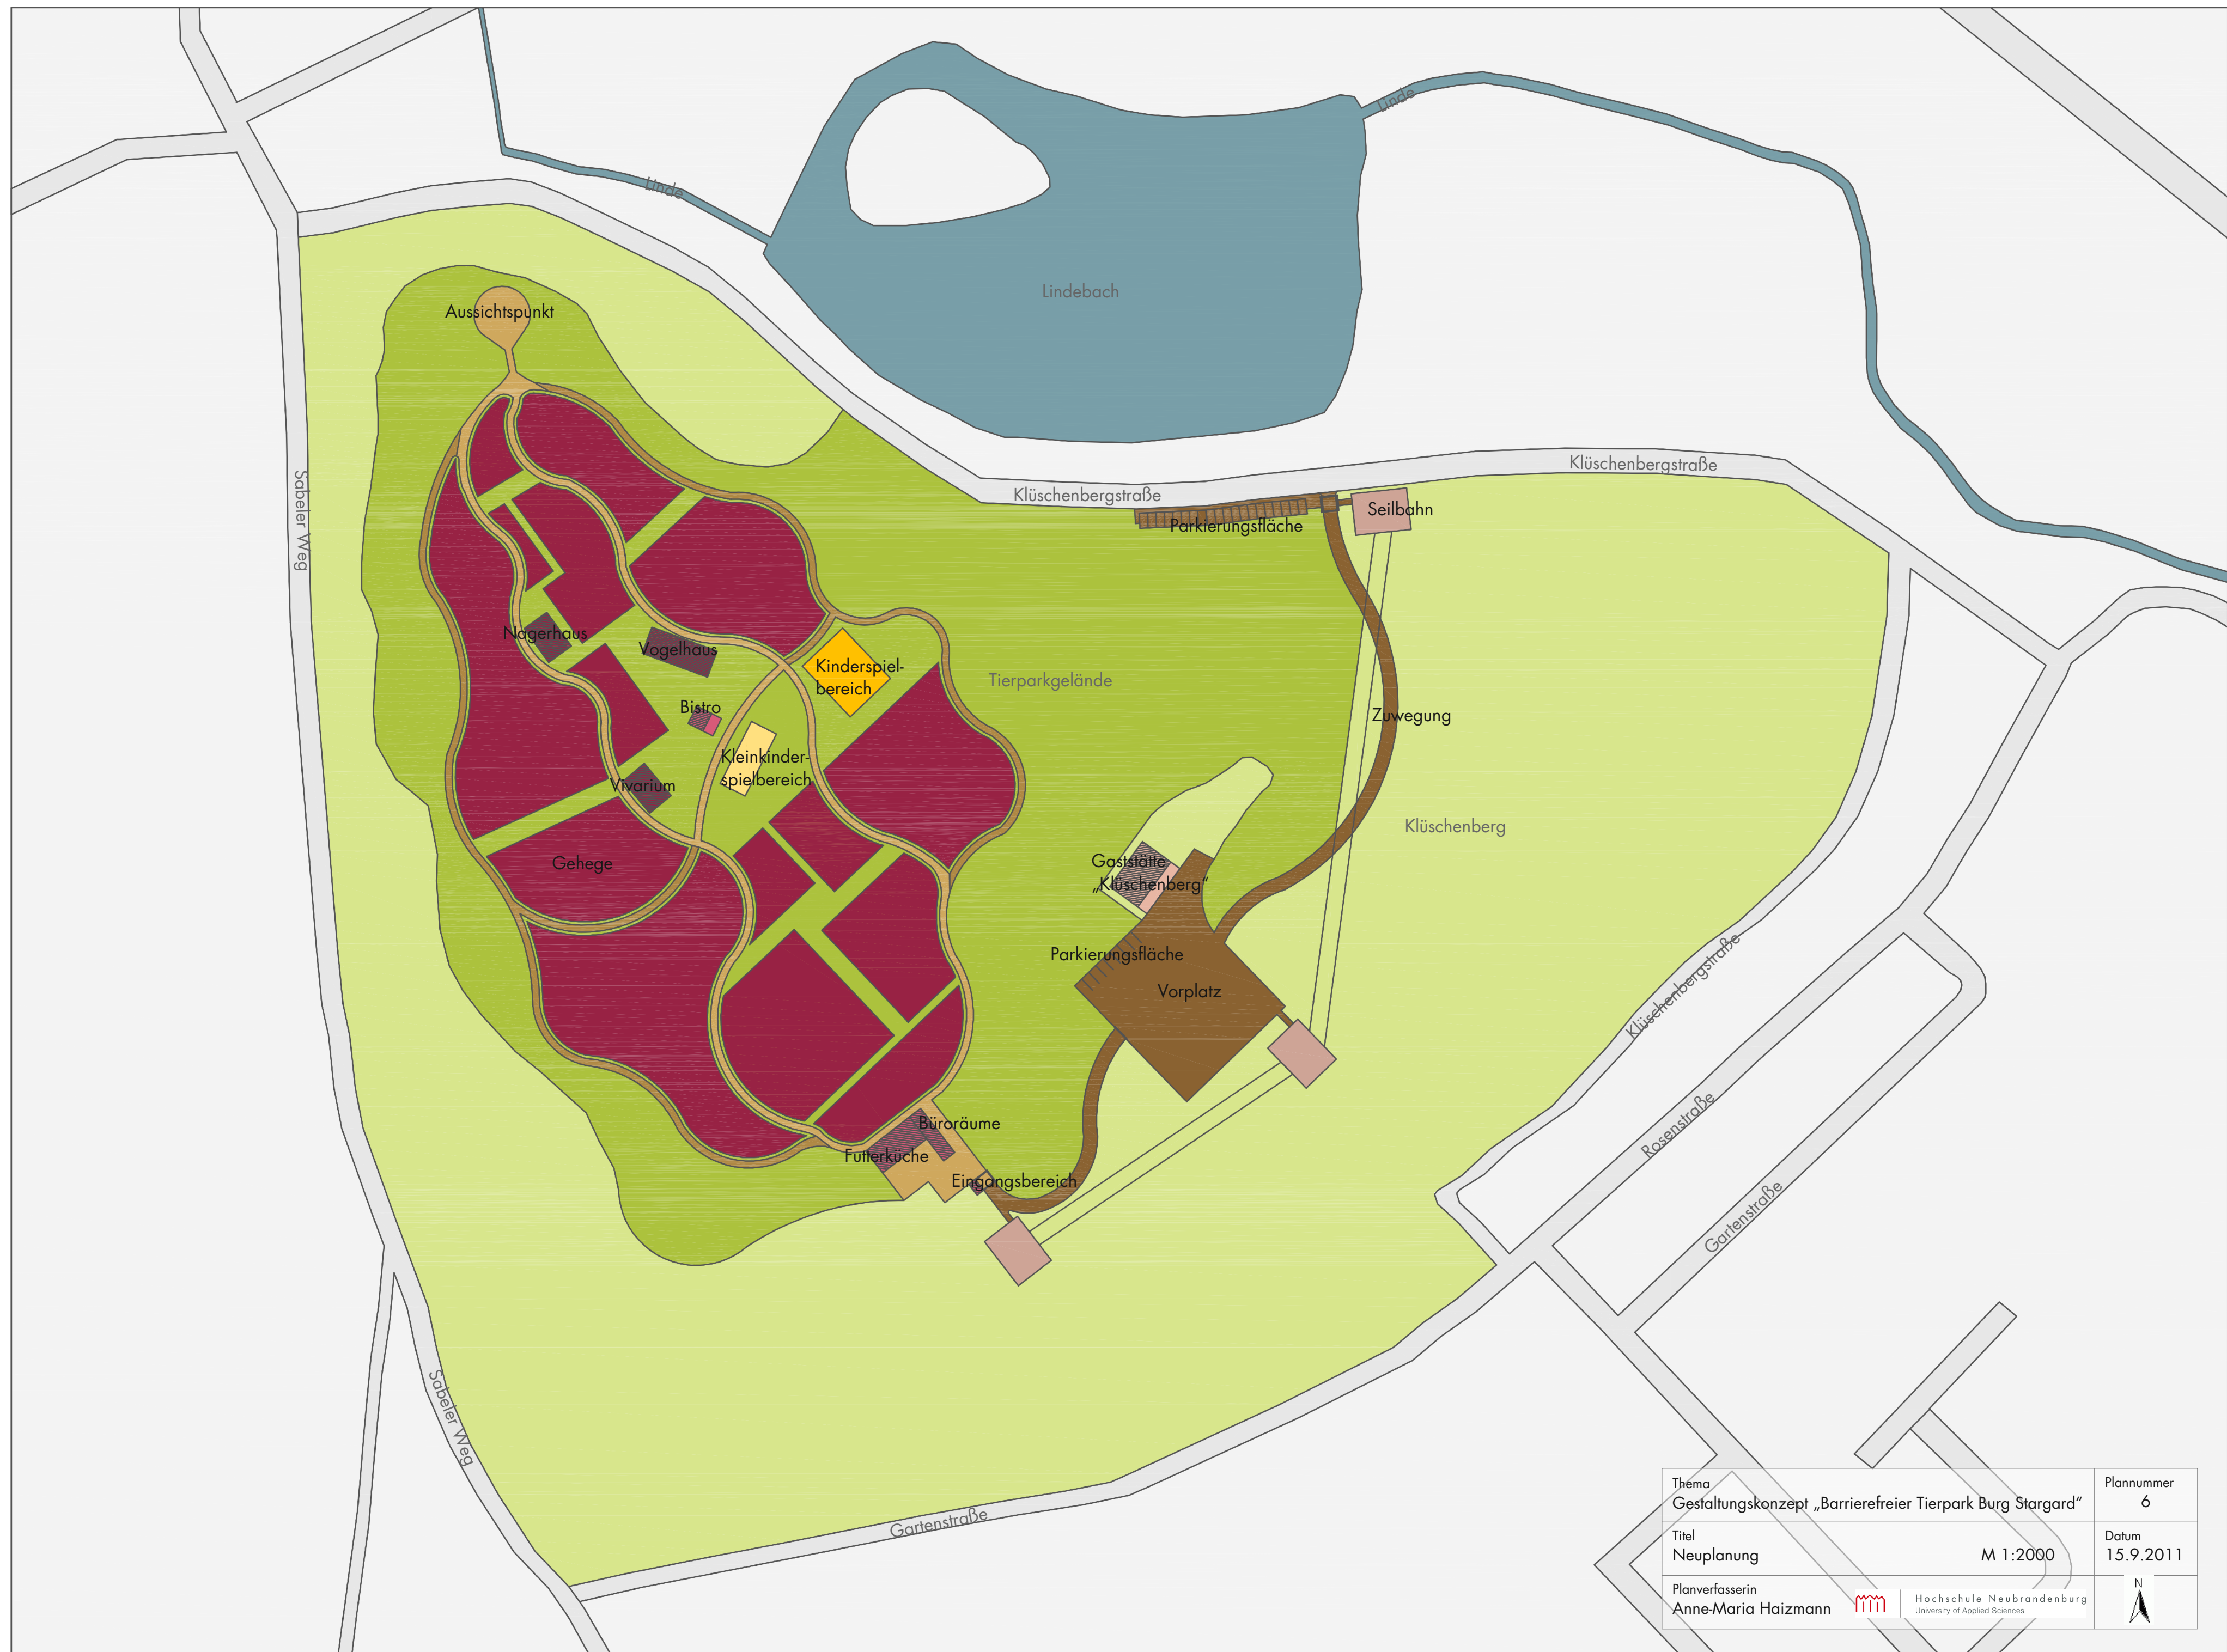 Linde
Linde
Lindebach
Aussichtspunkt
Klüschenbergstraße
Klüschenbergstraße
Sabeler Weg
Seilbahn
Parkierungsfläche
Nagerhaus
Vogelhaus
Kinderspiel-
bereich
Tierparkgelände
Bistro
Zuwegung
Kleinkinder-
spielbereich
Vivarium
Klüschenberg
Gehege
Gaststätte
„Klüschenberg“
Parkierungsfläche
Vorplatz
Klüschenbergstraße
Büroräume
Futterküche
Eingangsbereich
Rosenstraße
Gartenstraße
Sabeler Weg
Gartenstraße
Thema
Gestaltungskonzept „Barrierefreier Tierpark Burg Stargard“
Plannummer
6
Titel
Neuplanung M 1:2000
Datum
15.9.2011
Planverfasserin
Anne-Maria Haizmann
Hochschule Neubrandenburg
University of Applied Sciences
N